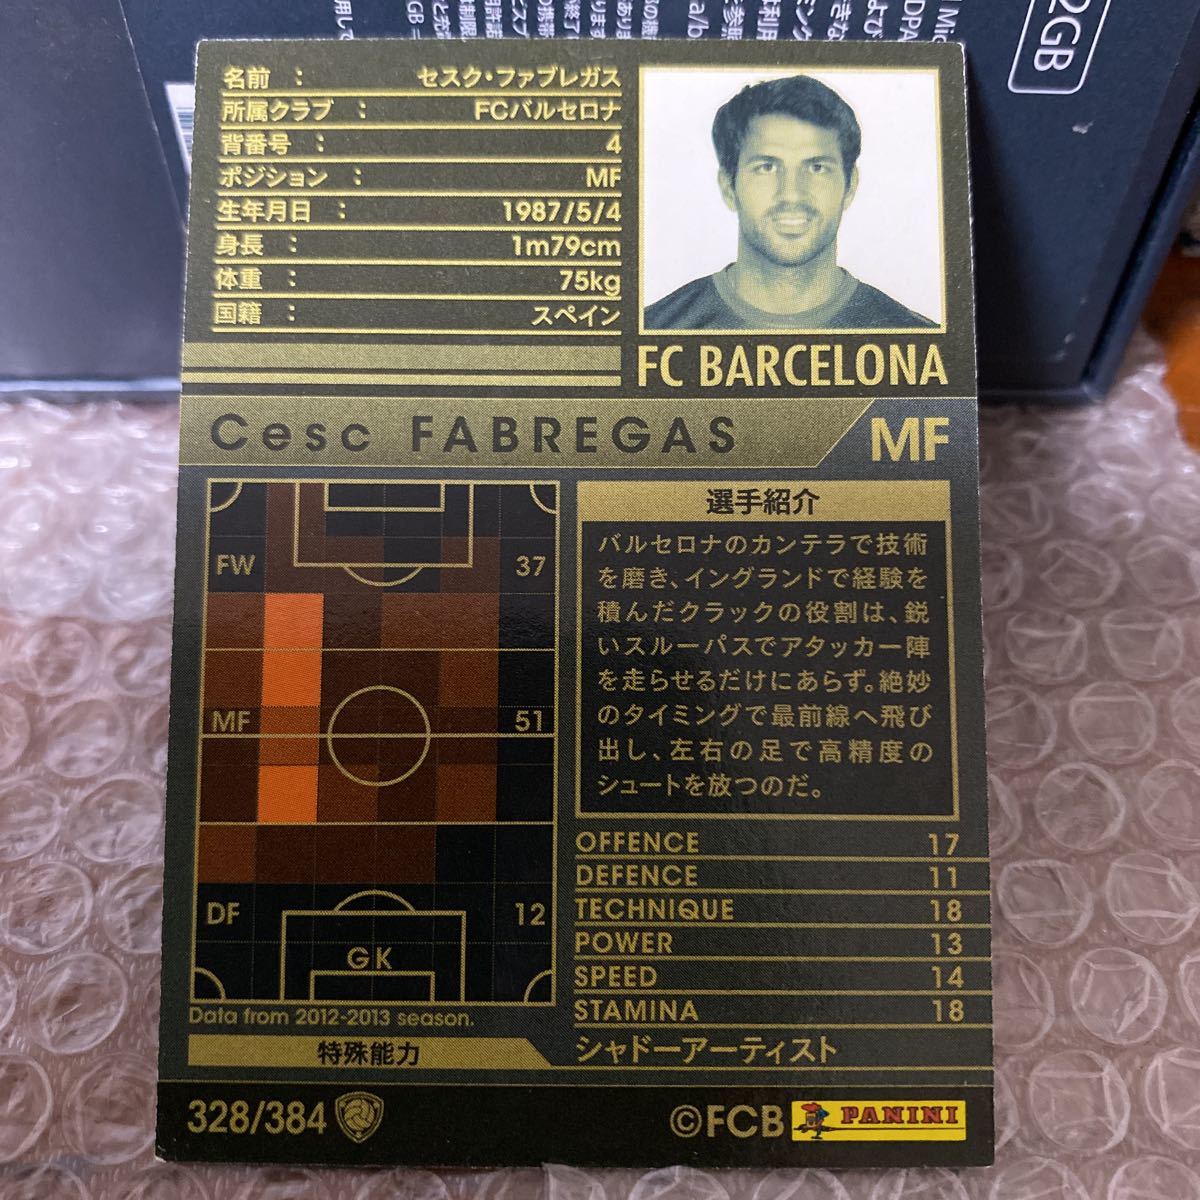 2GB
名前 : セスク・ファブレガス
所属クラブ : FCバルセロナ
背番号 : 4
ポジション : MF
生年月日 : 1987/5/4
身長 : 1m79cm
体重 : 75kg
国籍 : スペイン
FC BARCELONA
Cesc FABREGAS
MF
FW 37
MF 51
DF 12
GK
Data from 2012-2013 season.
選手紹介
バルセロナのカンテラで技術
を磨き、イングランドで経験を
積んだクラックの役割は、鋭
いスルーパスでアタッカー陣
を走らせるだけにあらず。絶妙
のタイミングで最前線へ飛び
出し、左右の足で高精度の
シュートを放つのだ。
OFFENCE 17
DEFENCE 11
TECHNIQUE 18
POWER 13
SPEED 14
STAMINA 18
特殊能力 シャドーアーティスト
328/384
©FCB PANINI